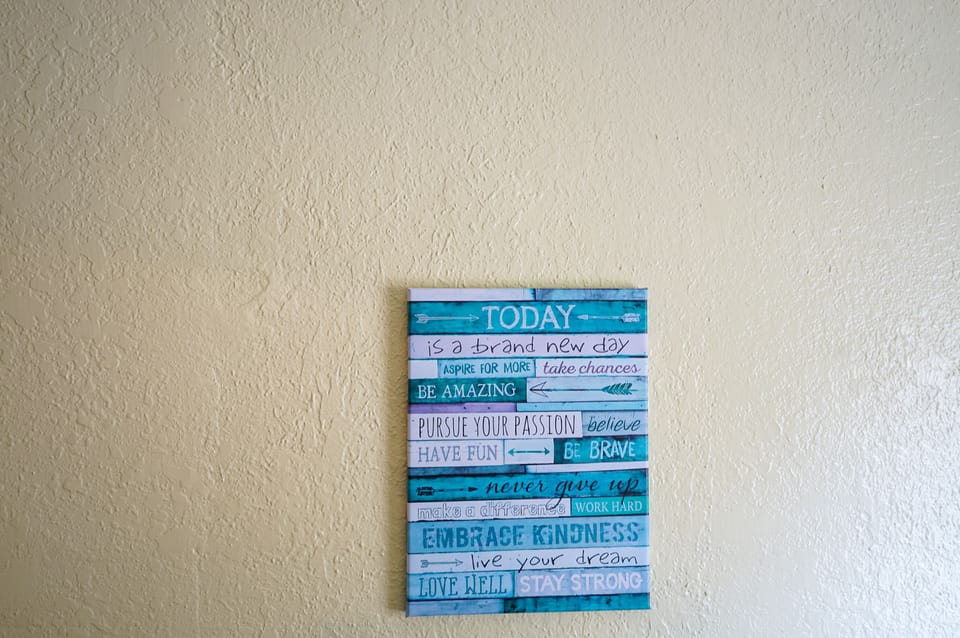 TODAY
is a brand new day
ASPIRE FOR MORE take chances
BE AMAZING
PURSUE YOUR PASSION believe
HAVE FUN BE BRAVE
never give up
make a difference WORK HARD
EMBRACE KINDNESS
live your dream
LOVE WELL STAY STRONG